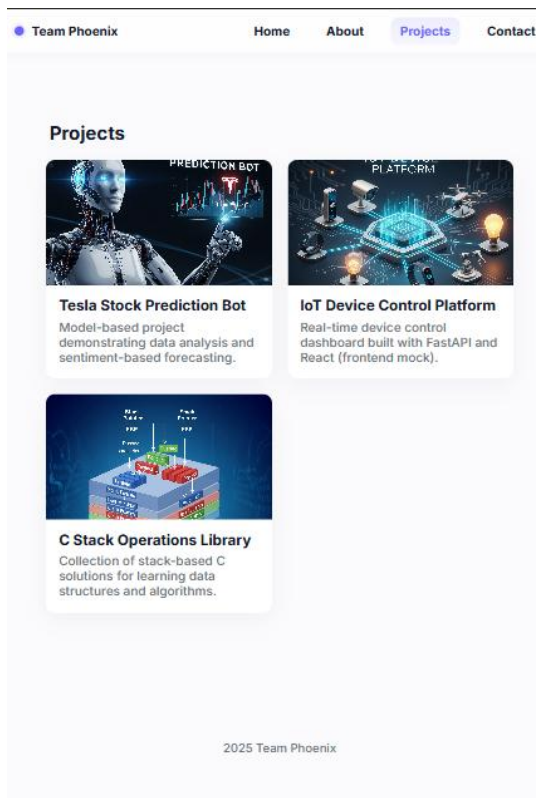 Team Phoenix
Home
About
Projects
Contact
Projects
PREDICTION BOT
PLATFORM
Tesla Stock Prediction Bot
Model-based project
demonstrating data analysis and
sentiment-based forecasting.
IoT Device Control Platform
Real-time device control
dashboard built with FastAPI and
React (frontend mock).
C Stack Operations Library
Collection of stack-based C
solutions for learning data
structures and algorithms.
2025 Team Phoenix